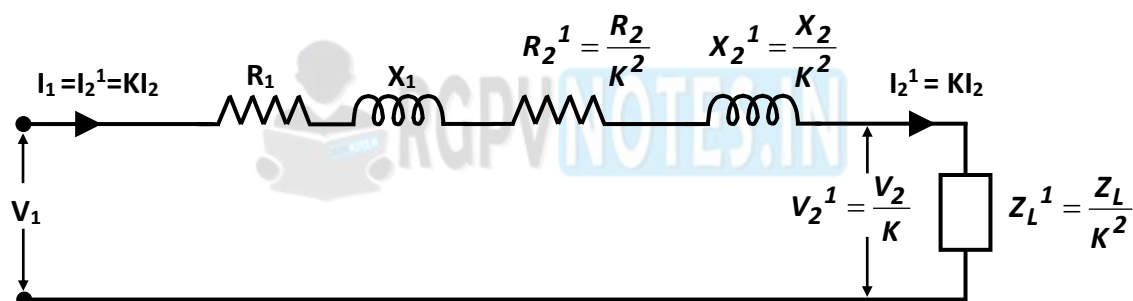 I₁ =I₂¹=KI₂
R₁
X₁
R₂¹ = R₂/K²
X₂¹ = X₂/K²
I₂¹= KI₂
RGPVNOTES.IN
V₁
V₂¹ = V₂/K
Z_L¹ = Z_L/K²